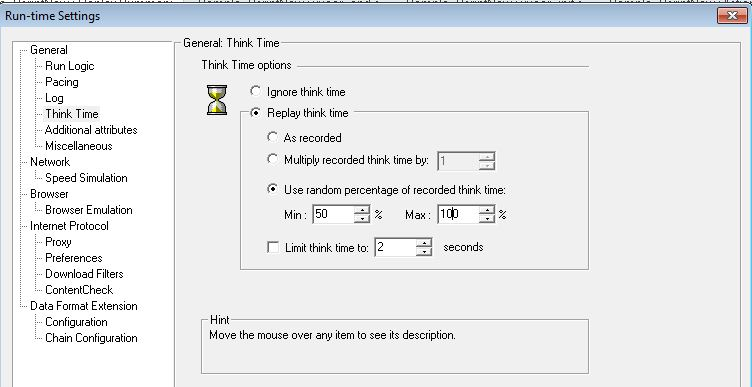 Run-time Settings
General
Run Logic
Pacing
Log
Think Time
Additional attributes
Miscellaneous
Network
Speed Simulation
Browser
Browser Emulation
Internet Protocol
Proxy
Preferences
Download Filters
ContentCheck
Data Format Extension
Configuration
Chain Configuration
General: Think Time
Think Time options
Ignore think time
Replay think time
As recorded
Multiply recorded think time by: 1
Use random percentage of recorded think time:
Min : 50 % Max : 100 %
Limit think time to: 2 seconds
Hint
Move the mouse over any item to see its description.